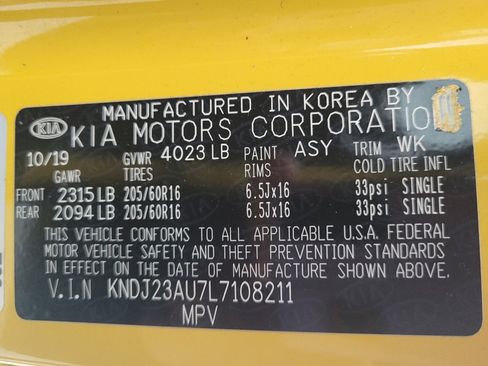 MANUFACTURED IN KOREA BY
KIA KIA MOTORS CORPORATION
10/19 GVWR 4023 LB PAINT ASY TRIM WK
GAWR TIRES RIMS COLD TIRE INFL
FRONT 2315 LB 205/60R16 6.5Jx16 33psi SINGLE
REAR 2094 LB 205/60R16 6.5Jx16 33psi SINGLE
THIS VEHICLE CONFORMS TO ALL APPLICABLE U.S.A. FEDERAL
MOTOR VEHICLE SAFETY AND THEFT PREVENTION STANDARDS
IN EFFECT ON THE DATE OF MANUFACTURE SHOWN ABOVE.
V.I.N KNDJ23AU7L7108211
MPV